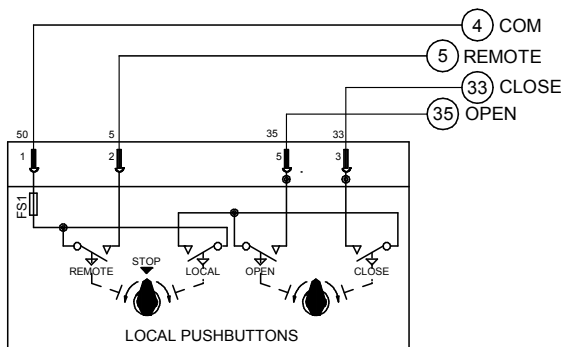 4 COM
5 REMOTE
33 CLOSE
35 OPEN
50 5 35 33
1 2 5 3
FS1
STOP
REMOTE LOCAL OPEN CLOSE
LOCAL PUSHBUTTONS